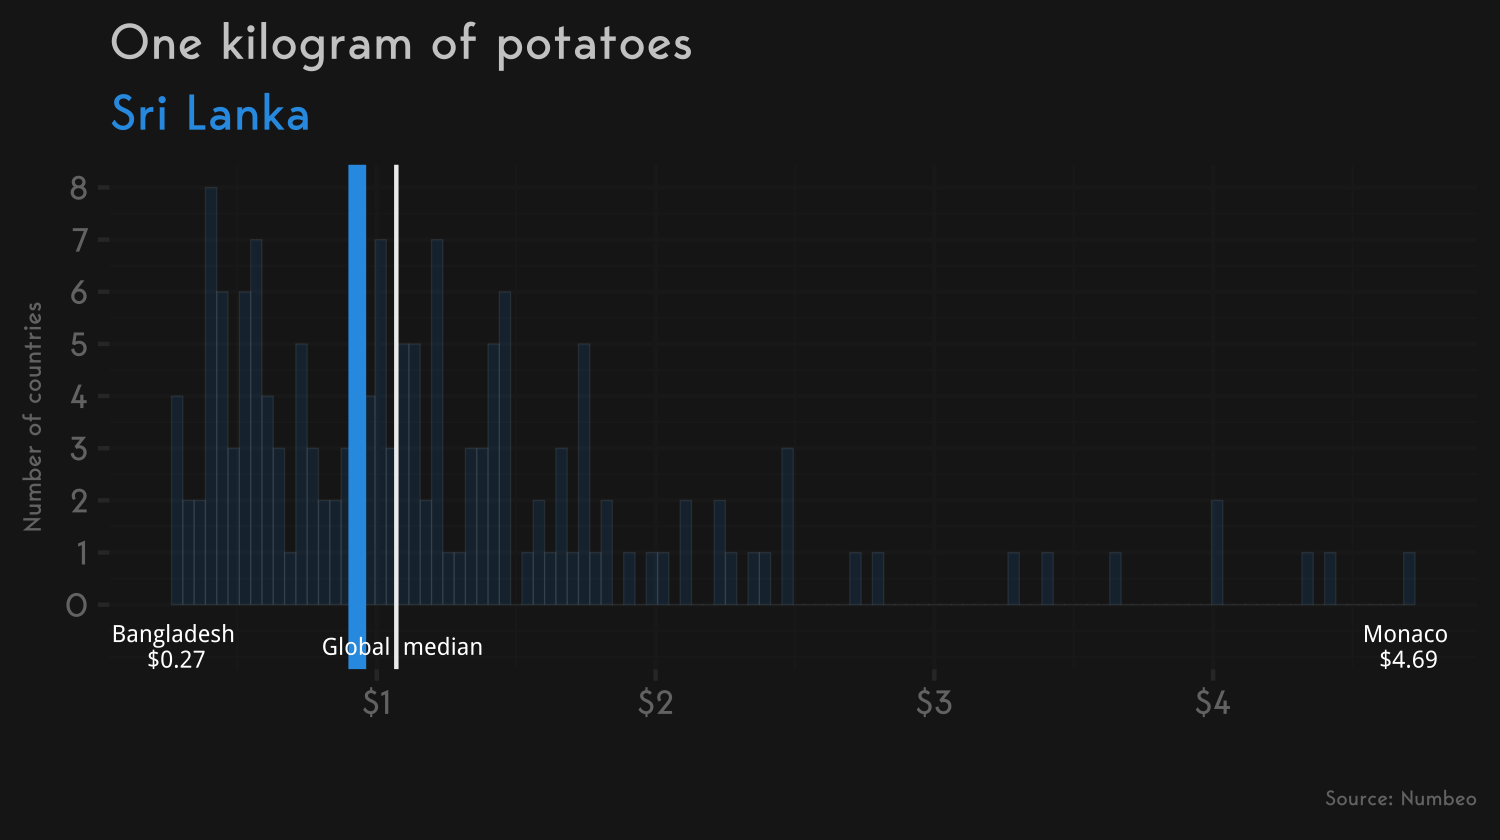 One kilogram of potatoes
Sri Lanka
Number of countries
8
7
6
5
4
3
2
1
0
Bangladesh
$0.27
Global median
Monaco
$4.69
$1
$2
$3
$4
Source: Numbeo